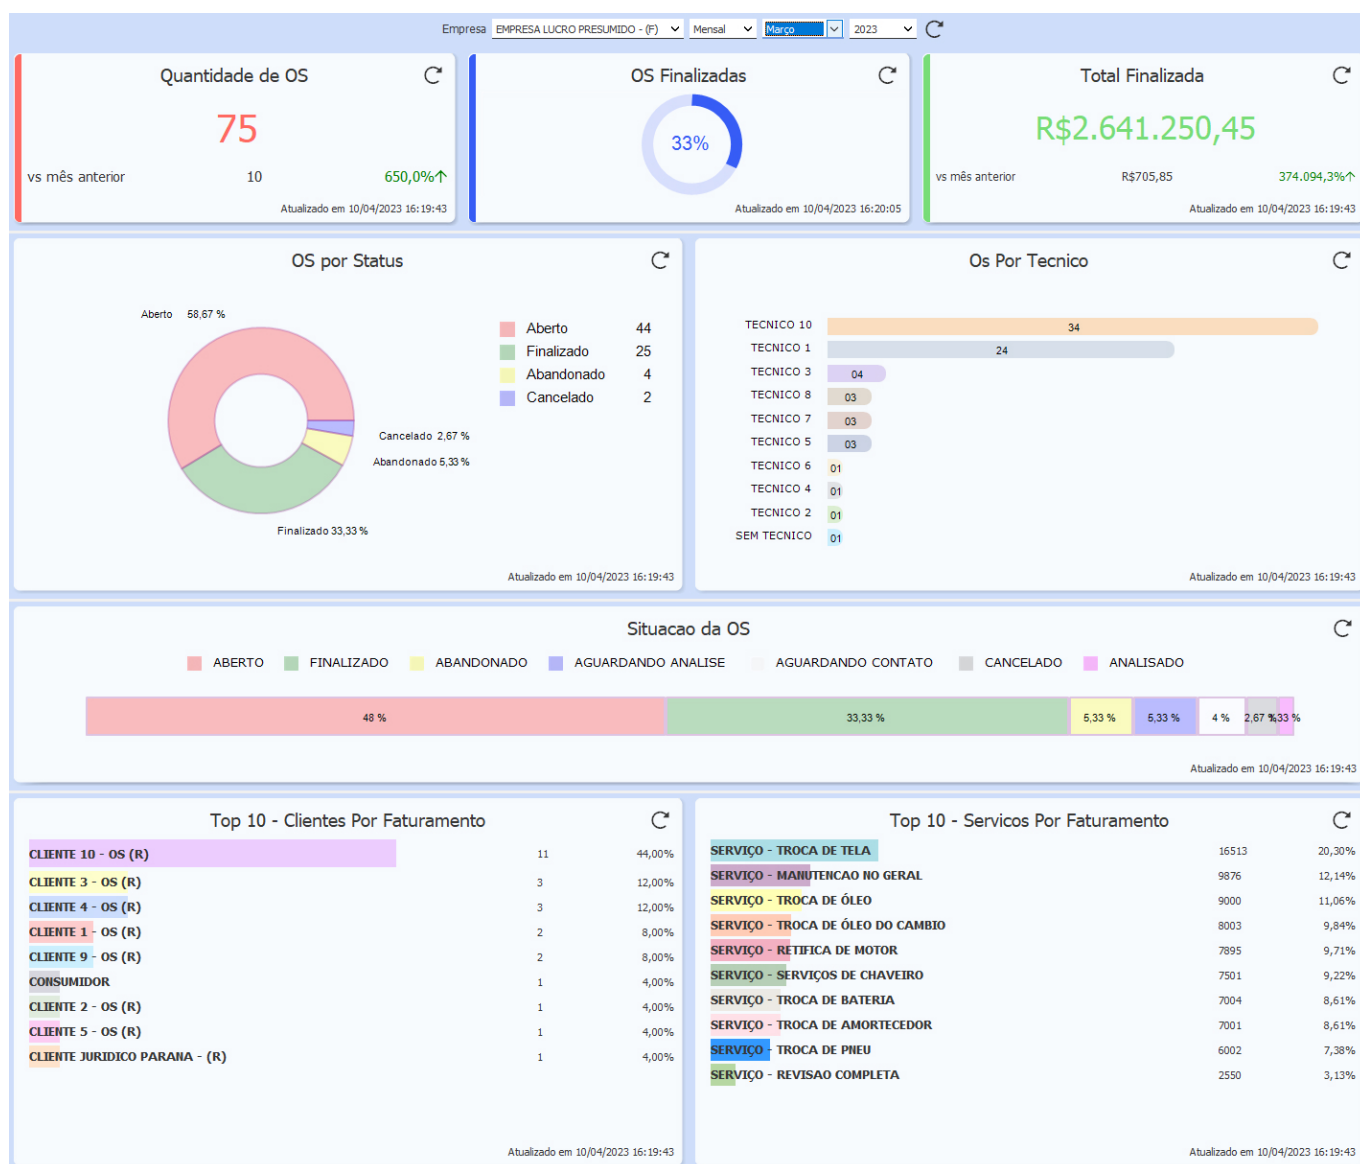 Empresa EMPRESA LUCRO PRESUMIDO - (F) Mensal Março 2023
Quantidade de OS
75
vs mês anterior 10 650,0%↑
Atualizado em 10/04/2023 16:19:43
OS Finalizadas
33%
Atualizado em 10/04/2023 16:20:05
Total Finalizada
R$2.641.250,45
vs mês anterior R$705,85 374.094,3%↑
Atualizado em 10/04/2023 16:19:43
OS por Status
Aberto 58,67 %
Cancelado 2,67 %
Abandonado 5,33 %
Finalizado 33,33 %
Aberto 44
Finalizado 25
Abandonado 4
Cancelado 2
Atualizado em 10/04/2023 16:19:43
Os Por Tecnico
TECNICO 10 34
TECNICO 1 24
TECNICO 3 04
TECNICO 8 03
TECNICO 7 03
TECNICO 5 03
TECNICO 6 01
TECNICO 4 01
TECNICO 2 01
SEM TECNICO 01
Atualizado em 10/04/2023 16:19:43
Situacao da OS
ABERTO FINALIZADO ABANDONADO AGUARDANDO ANALISE AGUARDANDO CONTATO CANCELADO ANALISADO
48 % 33,33 % 5,33 % 5,33 % 4 % 2,67 % ,33 %
Atualizado em 10/04/2023 16:19:43
Top 10 - Clientes Por Faturamento
CLIENTE 10 - OS (R) 11 44,00%
CLIENTE 3 - OS (R) 3 12,00%
CLIENTE 4 - OS (R) 3 12,00%
CLIENTE 1 - OS (R) 2 8,00%
CLIENTE 9 - OS (R) 2 8,00%
CONSUMIDOR 1 4,00%
CLIENTE 2 - OS (R) 1 4,00%
CLIENTE 5 - OS (R) 1 4,00%
CLIENTE JURIDICO PARANA - (R) 1 4,00%
Atualizado em 10/04/2023 16:19:43
Top 10 - Servicos Por Faturamento
SERVIÇO - TROCA DE TELA 16513 20,30%
SERVIÇO - MANUTENCAO NO GERAL 9876 12,14%
SERVIÇO - TROCA DE ÓLEO 9000 11,06%
SERVIÇO - TROCA DE ÓLEO DO CAMBIO 8003 9,84%
SERVIÇO - RETIFICA DE MOTOR 7895 9,71%
SERVIÇO - SERVIÇOS DE CHAVEIRO 7501 9,22%
SERVIÇO - TROCA DE BATERIA 7004 8,61%
SERVIÇO - TROCA DE AMORTECEDOR 7001 8,61%
SERVIÇO - TROCA DE PNEU 6002 7,38%
SERVIÇO - REVISAO COMPLETA 2550 3,13%
Atualizado em 10/04/2023 16:19:43